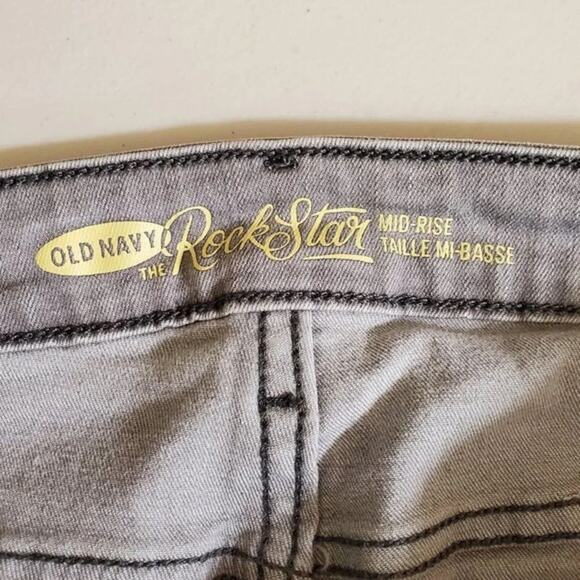 OLD NAVY
THE RockStar
MID-RISE
TAILLE MI-BASSE